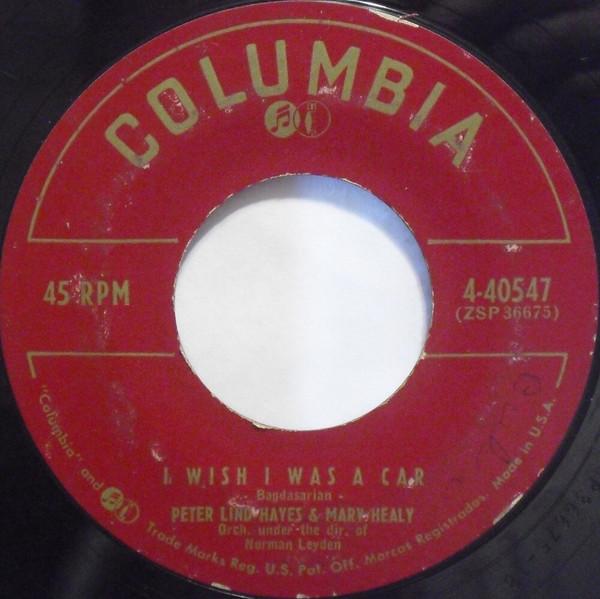 COLUMBIA
45 RPM
4-40547
(ZSP 36675)
I WISH I WAS A CAR
Bagdasarian -
PETER LIND HAYES & MARY HEALY
Orch. under the dir. of
Norman Leyden
"Columbia" and Trade Marks Reg. U.S. Pat. Off. Marcas Registradas. Made in U.S.A.